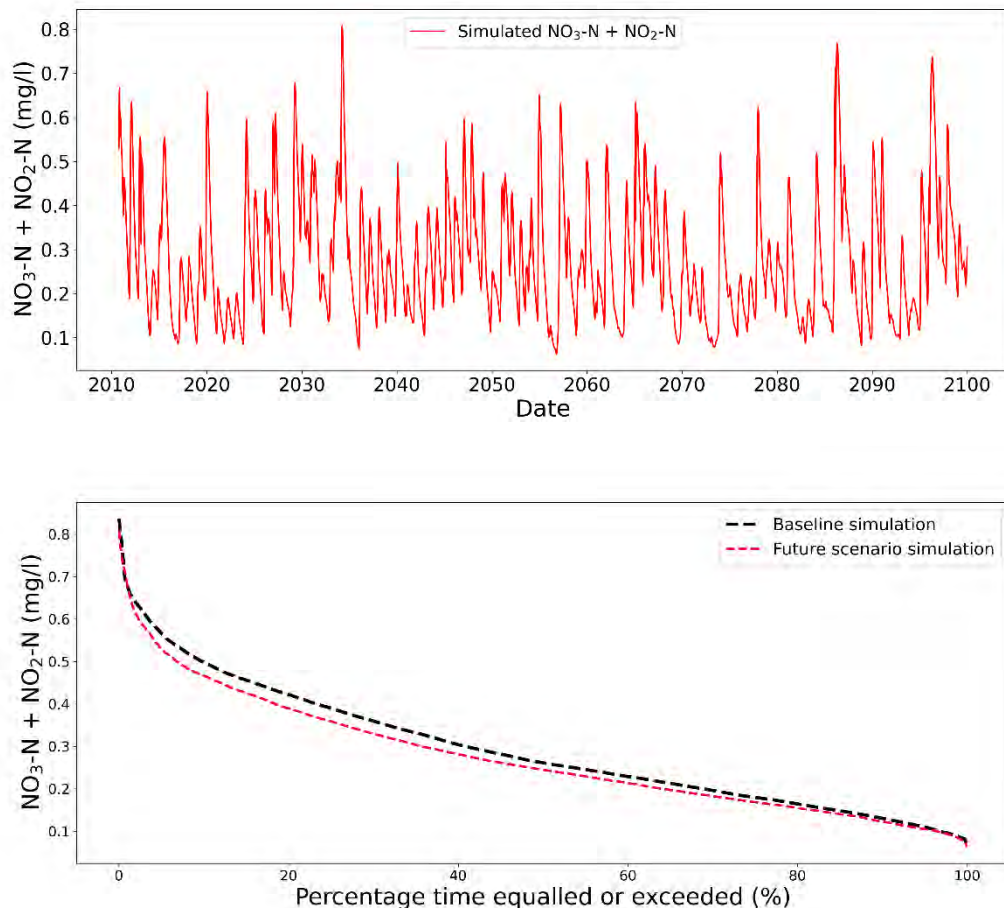 Simulated NO₃-N + NO₂-N
NO₃-N + NO₂-N (mg/l)
0.8
0.7
0.6
0.5
0.4
0.3
0.2
0.1
2010 2020 2030 2040 2050 2060 2070 2080 2090 2100
Date
Baseline simulation
Future scenario simulation
NO₃-N + NO₂-N (mg/l)
0.8
0.7
0.6
0.5
0.4
0.3
0.2
0.1
0 20 40 60 80 100
Percentage time equalled or exceeded (%)